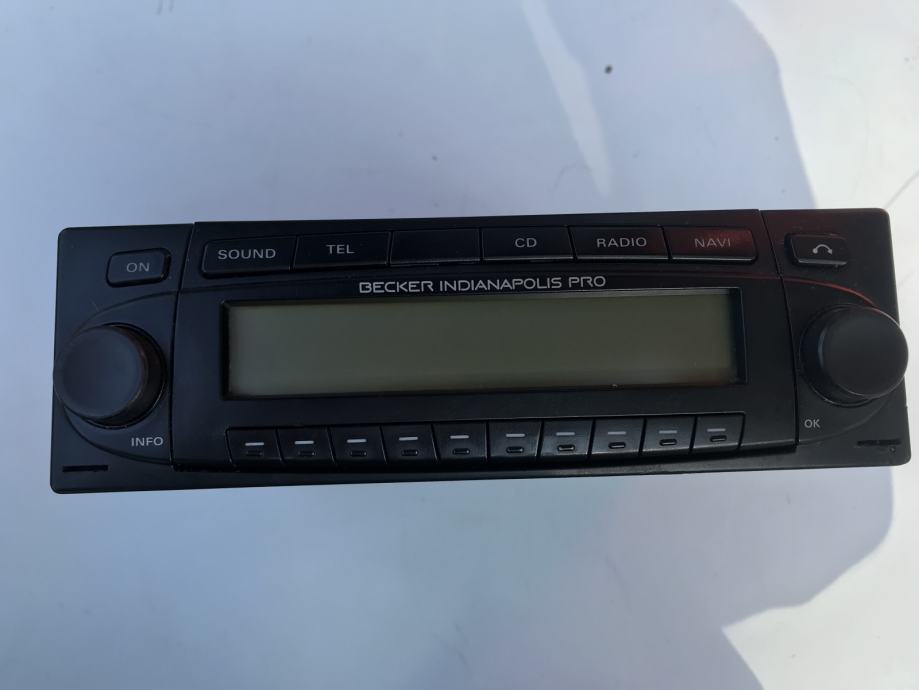 ON
SOUND
TEL
CD
RADIO
NAVI
BECKER INDIANAPOLIS PRO
INFO
OK